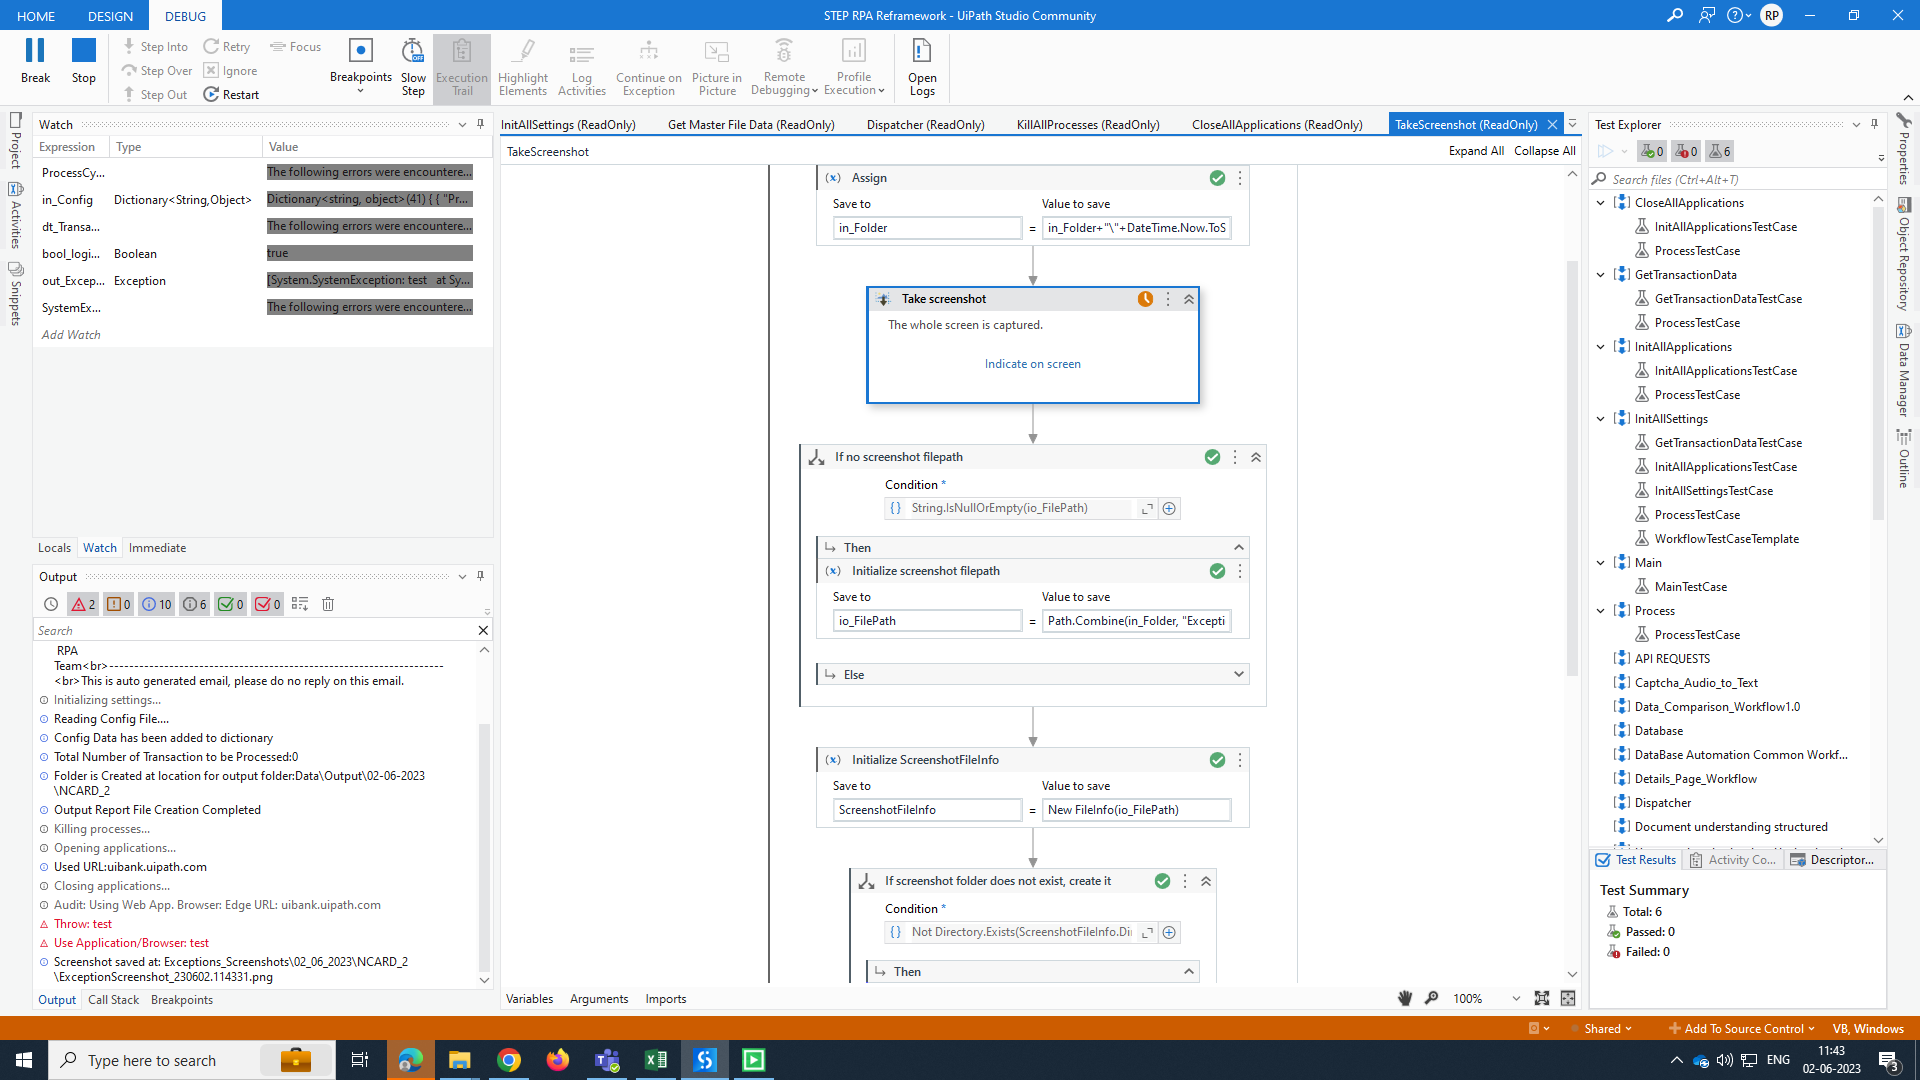 HOME
DESIGN
DEBUG
STEP RPA Reframework - UiPath Studio Community
RP
Break
Stop
Step Into
Step Over
Step Out
Retry
Ignore
Restart
Focus
Breakpoints
Slow Step
Execution Trail
Highlight Elements
Log Activities
Continue on Exception
Picture in Picture
Remote Debugging
Profile Execution
Open Logs
Project
Activities
Snippets
Watch
Expression Type Value
ProcessCy... The following errors were encountere...
in_Config Dictionary<String,Object> Dictionary<string, object>(41) { { "Pr...
dt_Transa... The following errors were encountere...
bool_logi... Boolean true
out_Excep... Exception [System.SystemException: test at Sy...
SystemEx... The following errors were encountere...
Add Watch
Locals Watch Immediate
Output
2 0 10 6 0 0
Search
RPA
Team<br>-------------------------------------------------------------------
<br>This is auto generated email, please do no reply on this email.
Initializing settings...
Reading Config File....
Config Data has been added to dictionary
Total Number of Transaction to be Processed:0
Folder is Created at location for output folder:Data\Output\02-06-2023
\NCARD_2
Output Report File Creation Completed
Killing processes...
Opening applications...
Used URL:uibank.uipath.com
Closing applications...
Audit: Using Web App. Browser: Edge URL: uibank.uipath.com
Throw: test
Use Application/Browser: test
Screenshot saved at: Exceptions_Screenshots\02_06_2023\NCARD_2
\ExceptionScreenshot_230602.114331.png
Output Call Stack Breakpoints
InitAllSettings (ReadOnly)
Get Master File Data (ReadOnly)
Dispatcher (ReadOnly)
KillAllProcesses (ReadOnly)
CloseAllApplications (ReadOnly)
TakeScreenshot (ReadOnly)
TakeScreenshot
Expand All Collapse All
Assign
Save to Value to save
in_Folder = in_Folder+"\"+DateTime.Now.ToS
Take screenshot
The whole screen is captured.
Indicate on screen
If no screenshot filepath
Condition *
String.IsNullOrEmpty(io_FilePath)
Then
Initialize screenshot filepath
Save to Value to save
io_FilePath = Path.Combine(in_Folder, "Excepti
Else
Initialize ScreenshotFileInfo
Save to Value to save
ScreenshotFileInfo = New FileInfo(io_FilePath)
If screenshot folder does not exist, create it
Condition *
Not Directory.Exists(ScreenshotFileInfo.Dir
Then
Variables Arguments Imports
100%
Test Explorer
0 0 6
Search files (Ctrl+Alt+T)
CloseAllApplications
InitAllApplicationsTestCase
ProcessTestCase
GetTransactionData
GetTransactionDataTestCase
ProcessTestCase
InitAllApplications
InitAllApplicationsTestCase
ProcessTestCase
InitAllSettings
GetTransactionDataTestCase
InitAllApplicationsTestCase
InitAllSettingsTestCase
ProcessTestCase
WorkflowTestCaseTemplate
Main
MainTestCase
Process
ProcessTestCase
API REQUESTS
Captcha_Audio_to_Text
Data_Comparison_Workflow1.0
Database
DataBase Automation Common Workf...
Details_Page_Workflow
Dispatcher
Document understanding structured
Test Results Activity Co... Descriptor...
Test Summary
Total: 6
Passed: 0
Failed: 0
Properties
Object Repository
Data Manager
Outline
Shared
Add To Source Control
VB, Windows
Type here to search
ENG
11:43
02-06-2023
3